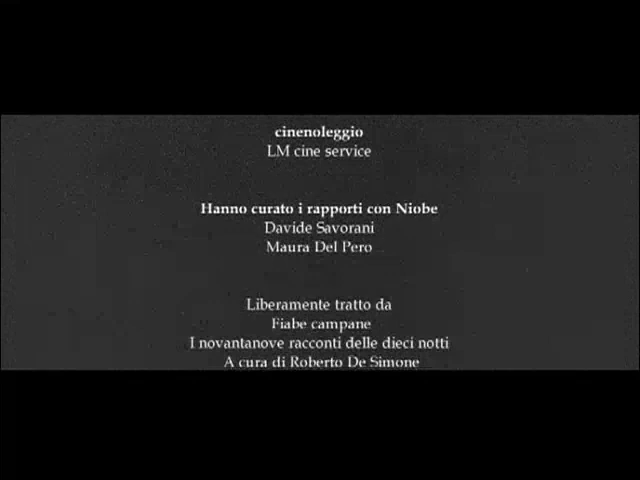 cinenoleggio
LM cine service
Hanno curato i rapporti con Niobe
Davide Savorani
Maura Del Pero
Liberamente tratto da
Fiabe campane
I novantanove racconti delle dieci notti
A cura di Roberto De Simone